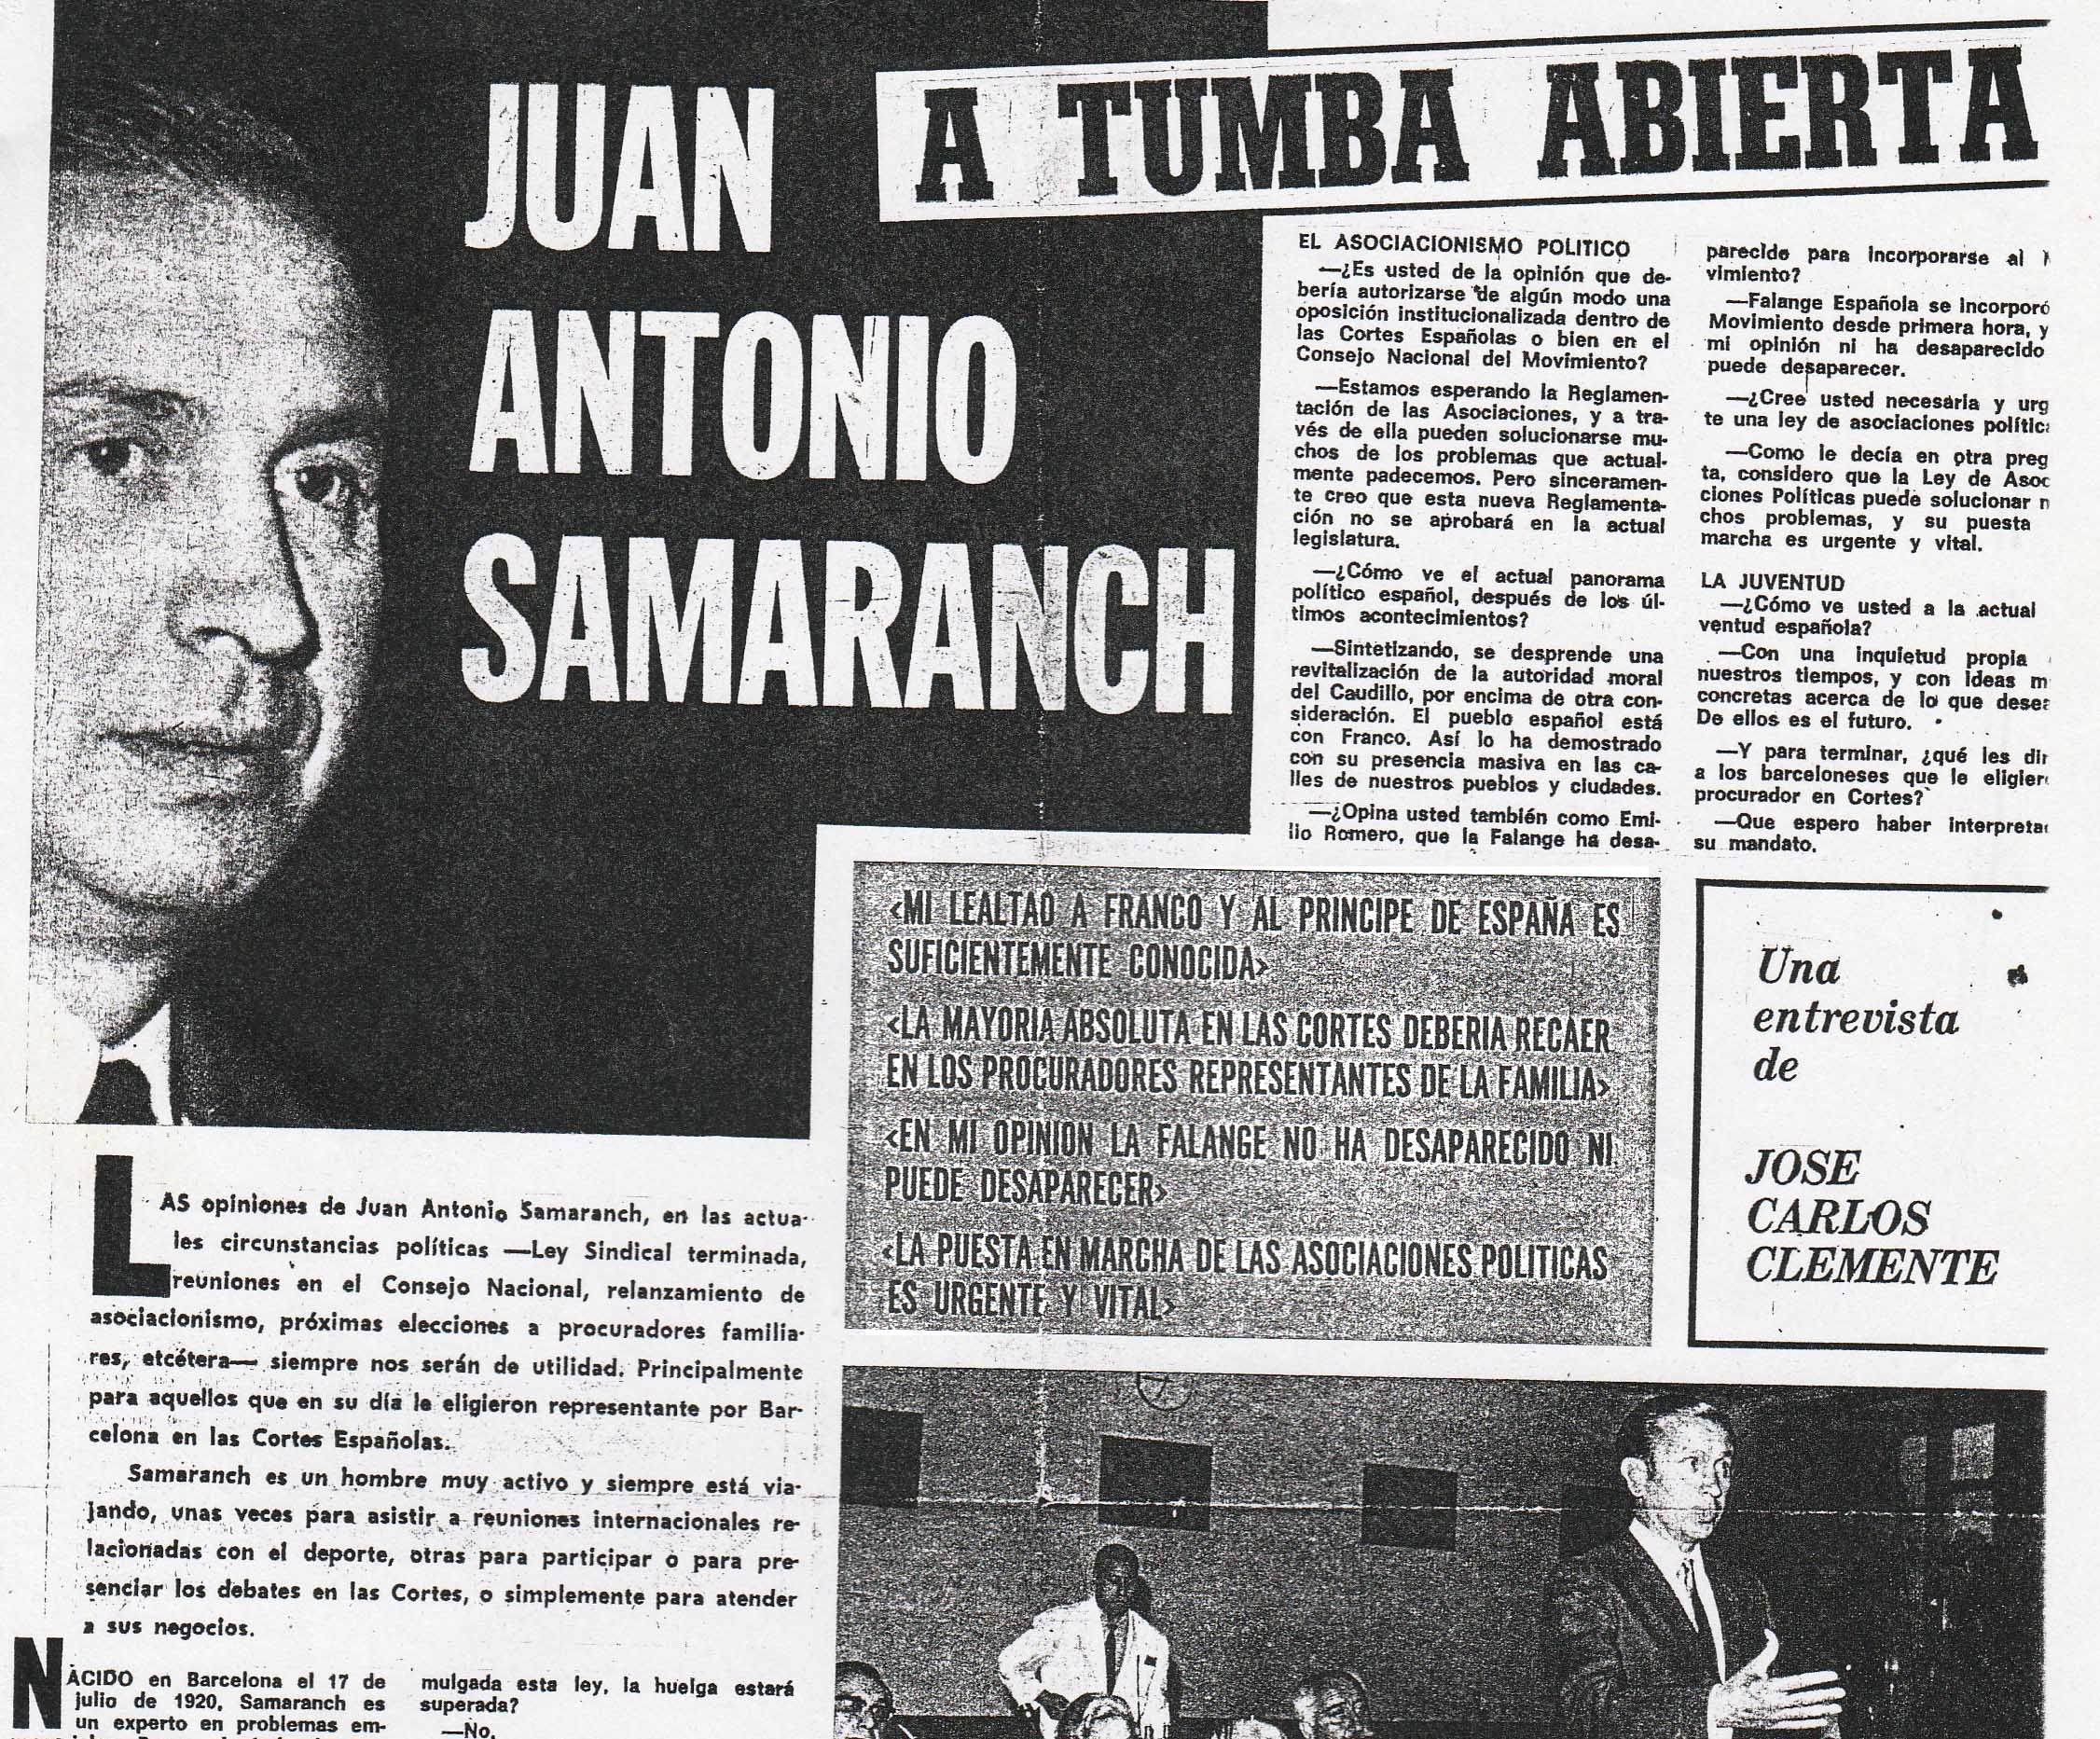 JUAN
ANTONIO
SAMARANCH
A TUMBA ABIERTA
EL ASOCIACIONISMO POLITICO
—¿Es usted de la opinión que de-
bería autorizarse de algún modo una
oposición institucionalizada dentro de
las Cortes Españolas o bien en el
Consejo Nacional del Movimiento?
—Estamos esperando la Reglamen-
tación de las Asociaciones, y a tra-
vés de ella pueden solucionarse mu-
chos de los problemas que actual-
mente padecemos. Pero sinceramen-
te creo que esta nueva Reglamenta-
ción no se aprobará en la actual
legislatura.
—¿Cómo ve el actual panorama
político español, después de los úl-
timos acontecimientos?
—Sintetizando, se desprende una
revitalización de la autoridad moral
del Caudillo, por encima de otra con-
sideración. El pueblo español está
con Franco. Así lo ha demostrado
con su presencia masiva en las ca-
lles de nuestros pueblos y ciudades.
—¿Opina usted también como Emi-
lio Romero, que la Falange ha desa-
parecido para incorporarse al
vimiento?
—Falange Española se incorporó
Movimiento desde primera hora, y
mi opinión ni ha desaparecido
puede desaparecer.
—¿Cree usted necesaria y urg
te una ley de asociaciones polític
—Como le decía en otra preg
ta, considero que la Ley de Asoc
ciones Políticas puede solucionar
chos problemas, y su puesta
marcha es urgente y vital.
LA JUVENTUD
—¿Cómo ve usted a la actual
ventud española?
—Con una inquietud propia
nuestros tiempos, y con ideas m
concretas acerca de lo que desea
De ellos es el futuro.
—Y para terminar, ¿qué les dir
a los barceloneses que le eligier
procurador en Cortes?
—Que espero haber interpreta
su mandato.
«MI LEALTAD A FRANCO Y AL PRINCIPE DE ESPAÑA ES
SUFICIENTEMENTE CONOCIDA»
«LA MAYORIA ABSOLUTA EN LAS CORTES DEBERIA RECAER
EN LOS PROCURADORES REPRESENTANTES DE LA FAMILIA»
«EN MI OPINION LA FALANGE NO HA DESAPARECIDO NI
PUEDE DESAPARECER»
«LA PUESTA EN MARCHA DE LAS ASOCIACIONES POLITICAS
ES URGENTE Y VITAL»
Una
entrevista
de
JOSE
CARLOS
CLEMENTE
LAS opiniones de Juan Antonio Samaranch, en las actua-
les circunstancias políticas —Ley Sindical terminada,
reuniones en el Consejo Nacional, relanzamiento de
asociacionismo, próximas elecciones a procuradores familia-
res, etcétera— siempre nos serán de utilidad. Principalmente
para aquellos que en su día le eligieron representante por Bar-
celona en las Cortes Españolas.
Samaranch es un hombre muy activo y siempre está via-
jando, unas veces para asistir a reuniones internacionales re-
lacionadas con el deporte, otras para participar o para pre-
senciar los debates en las Cortes, o simplemente para atender
a sus negocios.
NACIDO en Barcelona el 17 de
julio de 1920, Samaranch es
un experto en problemas em-
mulgada esta ley, la huelga estará
superada?
—No,